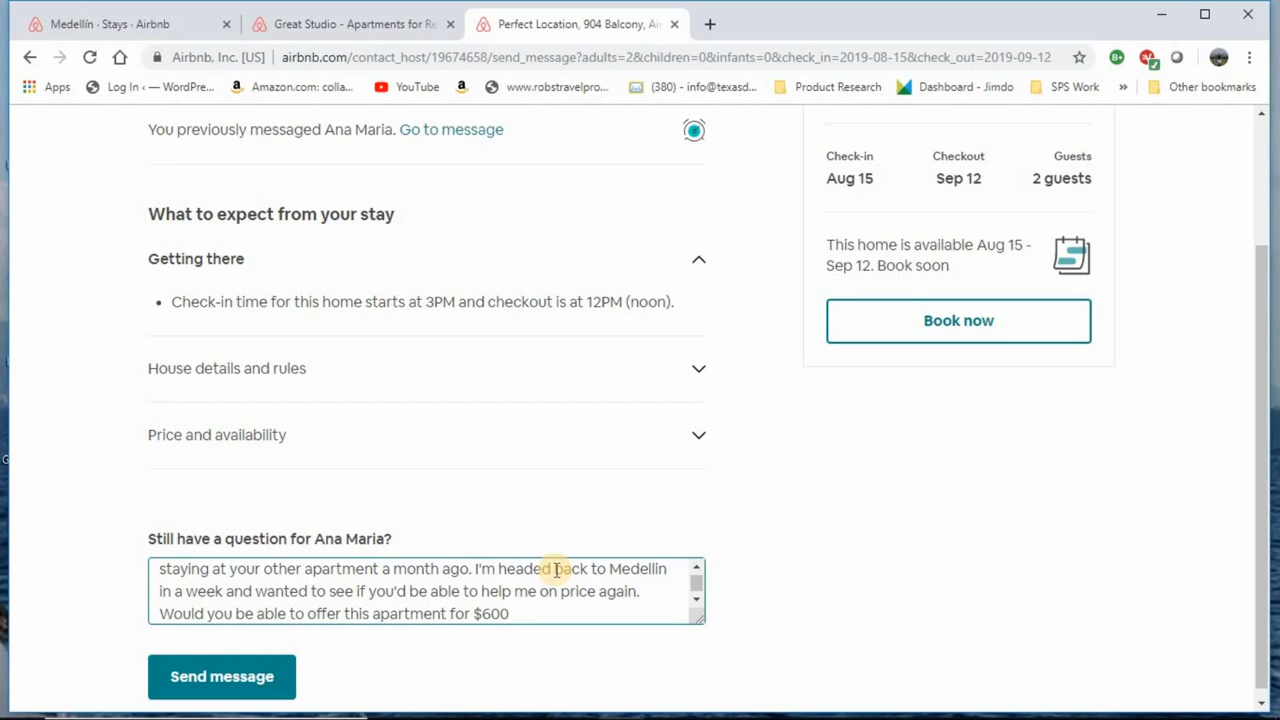 Medellín · Stays · Airbnb
Great Studio - Apartments for Re
Perfect Location, 904 Balcony, Air
Airbnb, Inc. [US]
airbnb.com/contact_host/19674658/send_message?adults=2&children=0&infants=0&check_in=2019-08-15&check_out=2019-09-12
Apps
Log In ‹ — WordPre...
Amazon.com: colla...
YouTube
www.robstravelpro...
(380) - info@texasd...
Product Research
Dashboard - Jimdo
SPS Work
»
Other bookmarks
You previously messaged Ana Maria. Go to message
What to expect from your stay
Getting there
• Check-in time for this home starts at 3PM and checkout is at 12PM (noon).
House details and rules
Price and availability
Still have a question for Ana Maria?
staying at your other apartment a month ago. I'm headed back to Medellin
in a week and wanted to see if you'd be able to help me on price again.
Would you be able to offer this apartment for $600
Send message
Check-in
Checkout
Guests
Aug 15
Sep 12
2 guests
This home is available Aug 15 -
Sep 12. Book soon
Book now